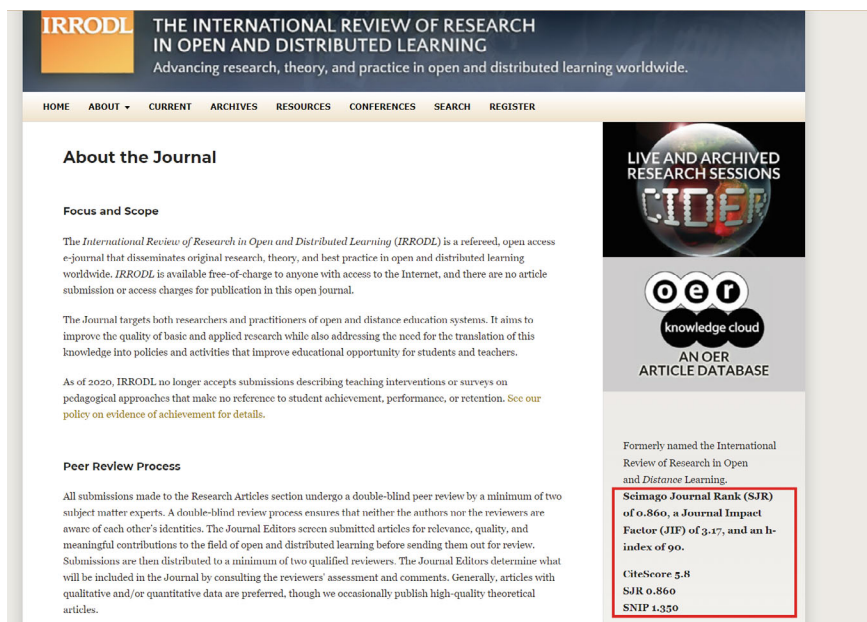 IRRODL
THE INTERNATIONAL REVIEW OF RESEARCH
IN OPEN AND DISTRIBUTED LEARNING
Advancing research, theory, and practice in open and distributed learning worldwide.
HOME ABOUT CURRENT ARCHIVES RESOURCES CONFERENCES SEARCH REGISTER
About the Journal
Focus and Scope
The International Review of Research in Open and Distributed Learning (IRRODL) is a refereed, open access
e-journal that disseminates original research, theory, and best practice in open and distributed learning
worldwide. IRRODL is available free-of-charge to anyone with access to the Internet, and there are no article
submission or access charges for publication in this open journal.
The Journal targets both researchers and practitioners of open and distance education systems. It aims to
improve the quality of basic and applied research while also addressing the need for the translation of this
knowledge into policies and activities that improve educational opportunity for students and teachers.
As of 2020, IRRODL no longer accepts submissions describing teaching interventions or surveys on
pedagogical approaches that make no reference to student achievement, performance, or retention. See our
policy on evidence of achievement for details.
Peer Review Process
All submissions made to the Research Articles section undergo a double-blind peer review by a minimum of two
subject matter experts. A double-blind review process ensures that neither the authors nor the reviewers are
aware of each other's identities. The Journal Editors screen submitted articles for relevance, quality, and
meaningful contributions to the field of open and distributed learning before sending them out for review.
Submissions are then distributed to a minimum of two qualified reviewers. The Journal Editors determine what
will be included in the Journal by consulting the reviewers' assessment and comments. Generally, articles with
qualitative and/or quantitative data are preferred, though we occasionally publish high-quality theoretical
articles.
LIVE AND ARCHIVED
RESEARCH SESSIONS
CIDER
oer
knowledge cloud
AN OER
ARTICLE DATABASE
Formerly named the International
Review of Research in Open
and Distance Learning.
Scimago Journal Rank (SJR)
of 0.860, a Journal Impact
Factor (JIF) of 3.17, and an h-
index of 90.
CiteScore 5.8
SJR 0.860
SNIP 1.350